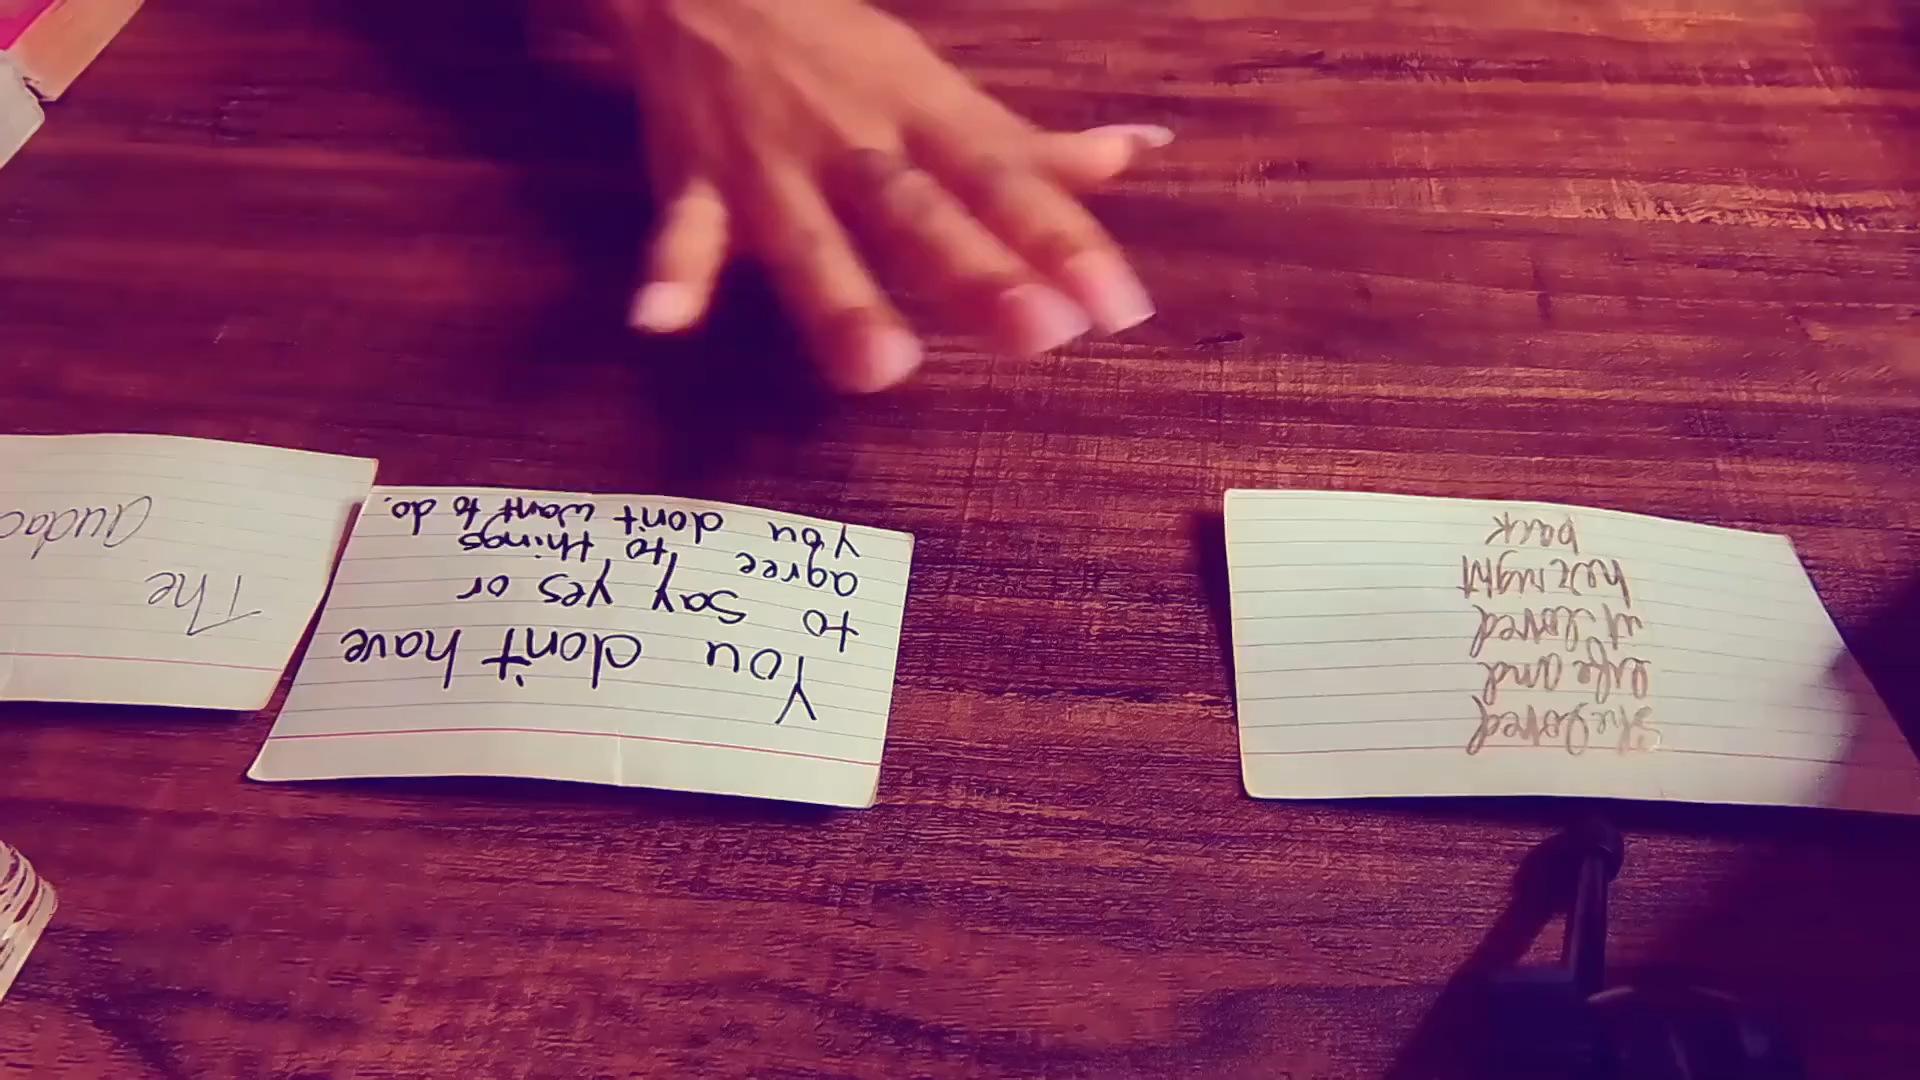 She loved
life and
it loved
her right
back
You don't have
to say yes or
agree to things
you don't want to do.
The
audac